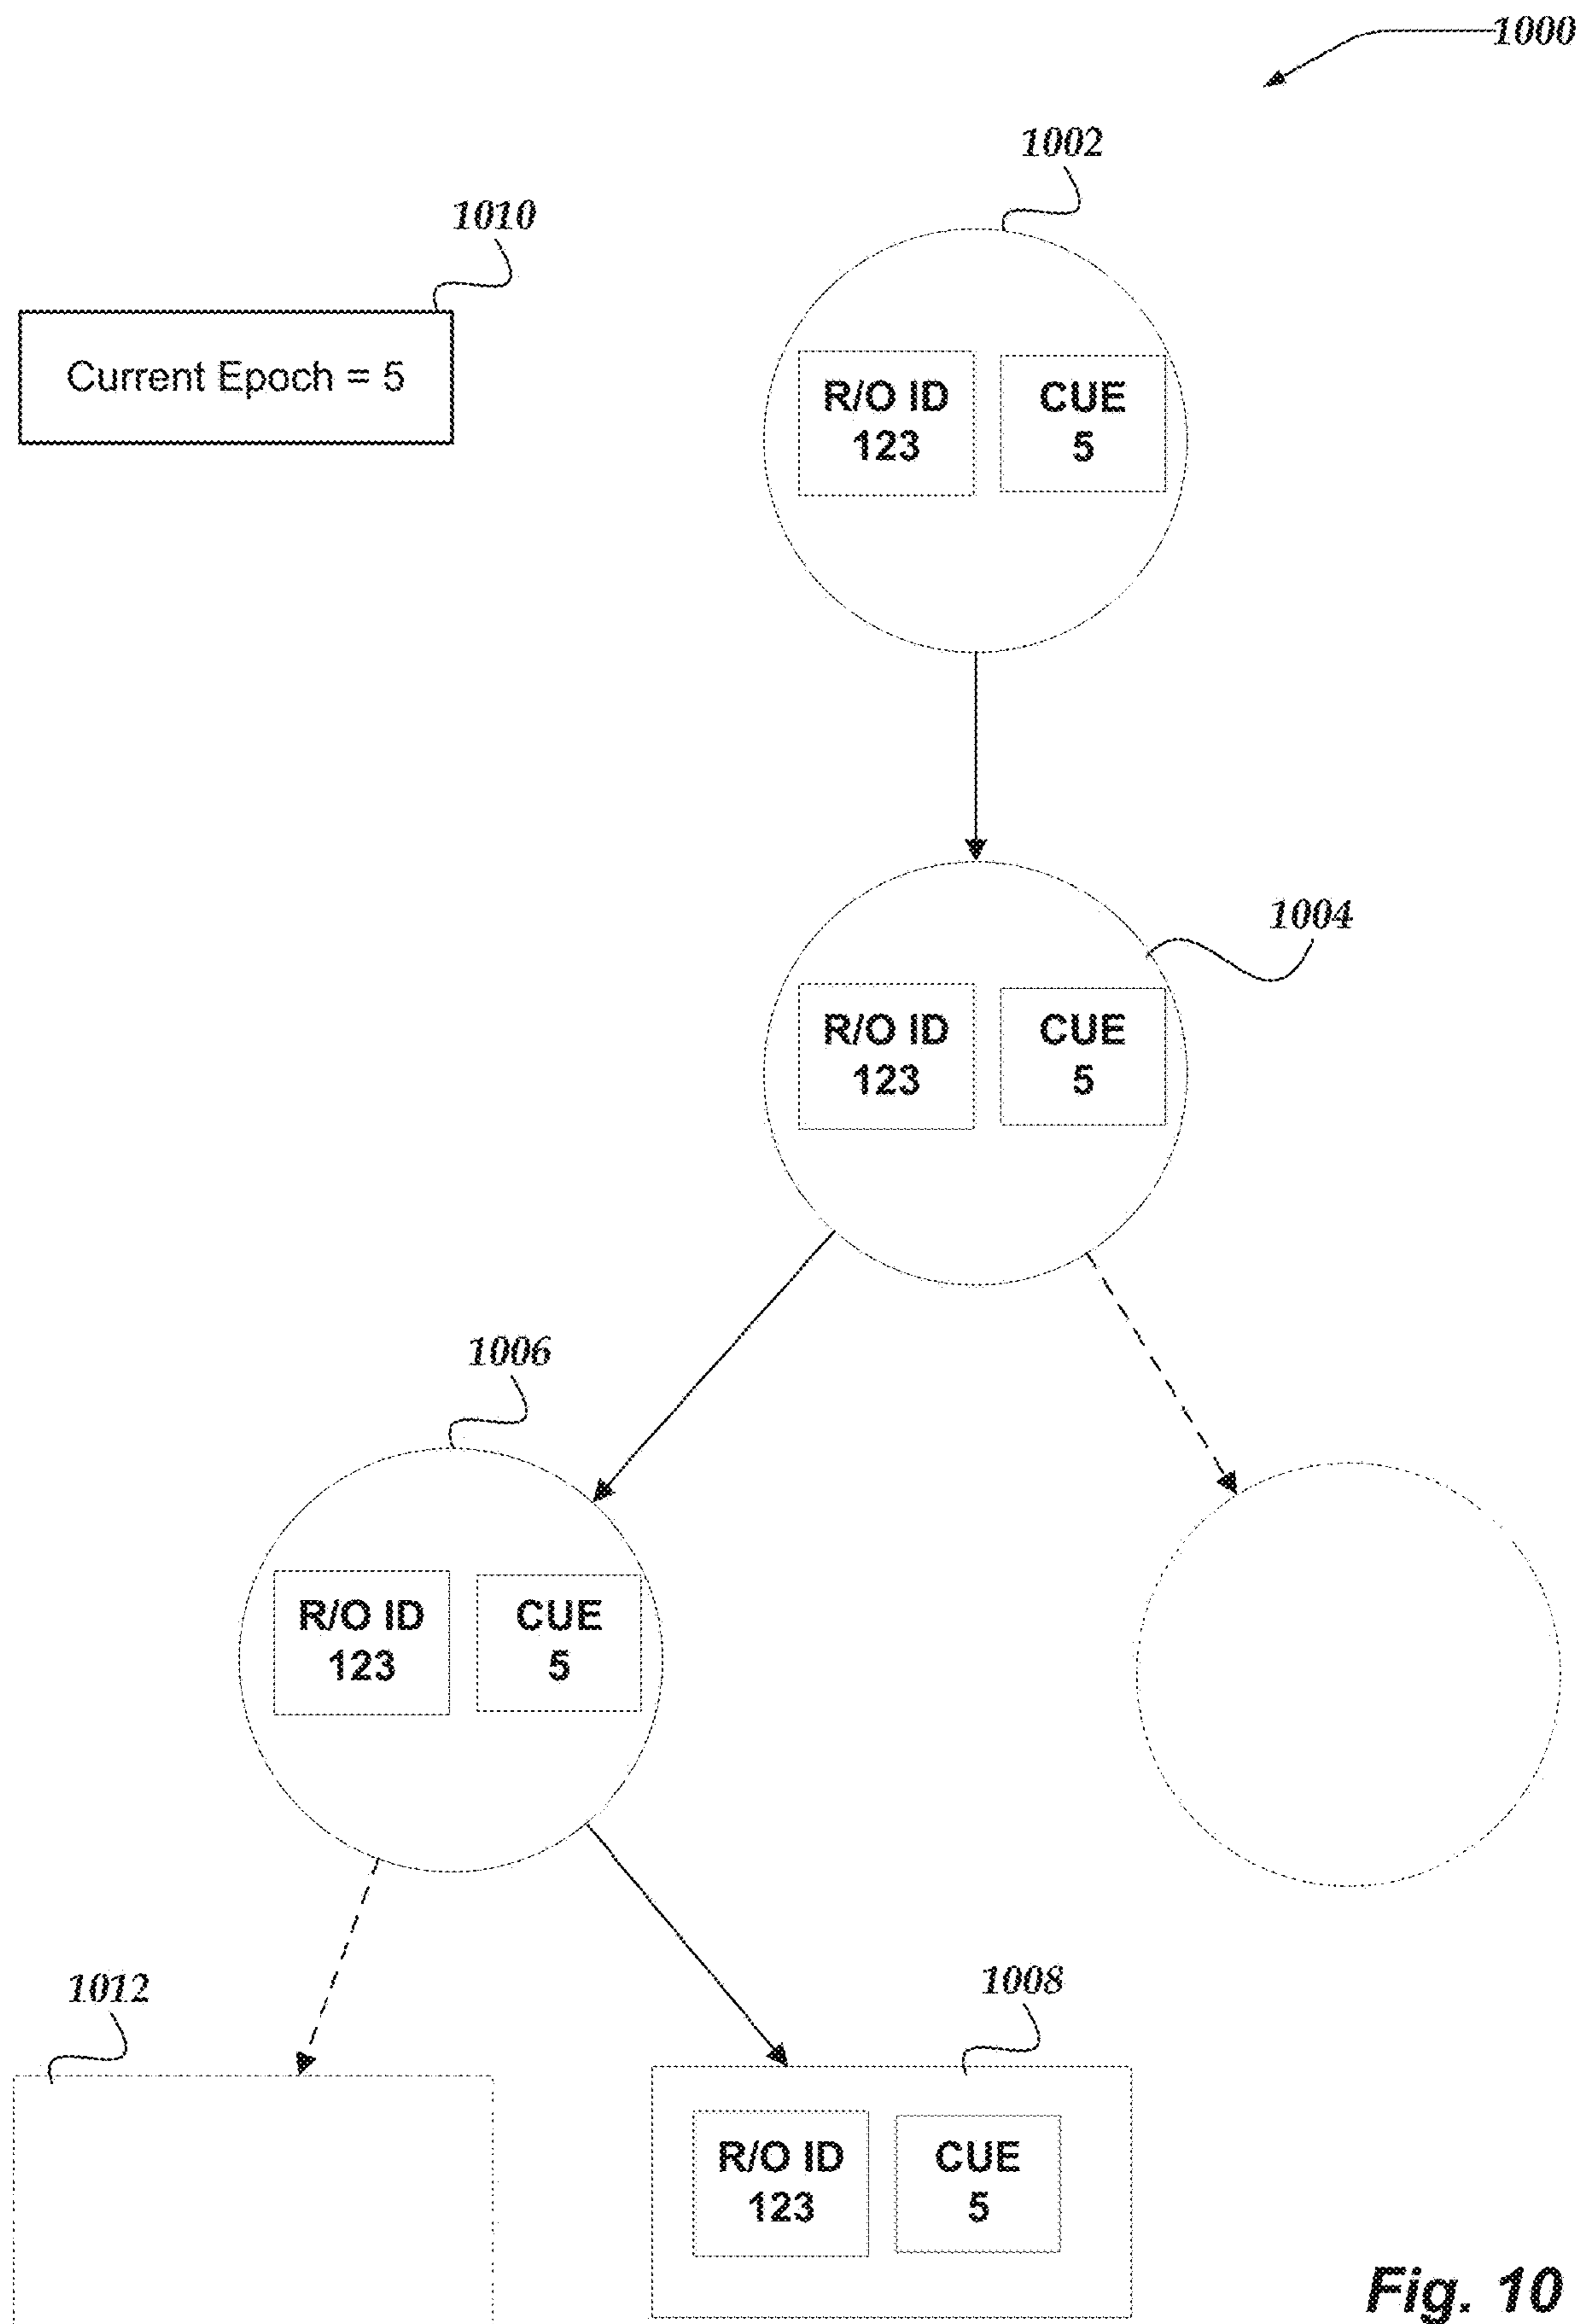 1000
1002
1010
Current Epoch = 5
R/O ID
123
CUE
5
1004
R/O ID
123
CUE
5
1006
R/O ID
123
CUE
5
1012
1008
R/O ID
123
CUE
5
Fig. 10